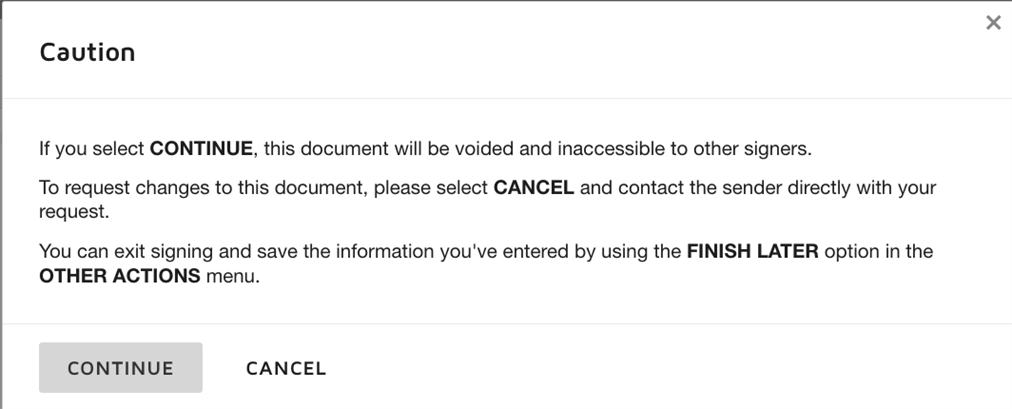 Caution
If you select CONTINUE, this document will be voided and inaccessible to other signers.
To request changes to this document, please select CANCEL and contact the sender directly with your
request.
You can exit signing and save the information you've entered by using the FINISH LATER option in the
OTHER ACTIONS menu.
CONTINUE CANCEL